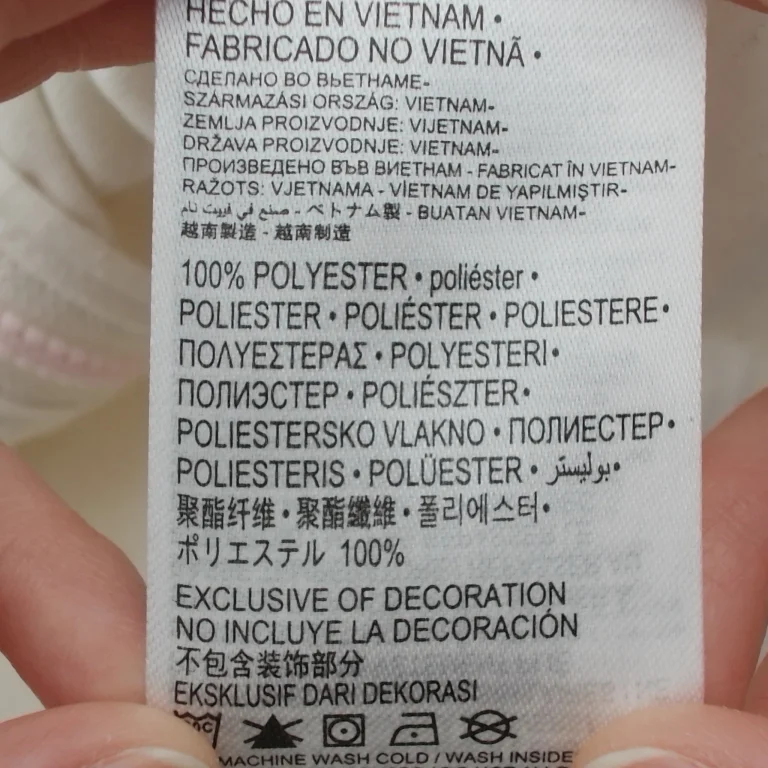 HECHO EN VIETNAM •
FABRICADO NO VIETNÃ •
СДЕЛАНО ВО ВЬЕТНАМЕ-
SZÁRMAZÁSI ORSZÁG: VIETNAM-
ZEMLJA PROIZVODNJE: VIJETNAM-
DRŽAVA PROIZVODNJE: VIETNAM-
ПРОИЗВЕДЕНО ВЪВ ВИЕТНАМ - FABRICAT ÎN VIETNAM-
RAŽOTS: VJETNAMA - VİETNAM DE YAPILMIŞTIR-
صنع في فييت نام - ベトナム製 - BUATAN VIETNAM-
越南製造 - 越南制造
100% POLYESTER • poliéster •
POLIESTER • POLIÉSTER • POLIESTERE•
ΠΟΛΥΕΣΤΕΡΑΣ • POLYESTERI•
ПОЛИЭСТЕР • POLIÉSZTER•
POLIESTERSKO VLAKNO • ПОЛИЕСТЕР•
POLIESTERIS • POLÜESTER • بوليستر•
聚酯纤维 • 聚酯纖維 • 폴리에스터•
ポリエステル 100%
EXCLUSIVE OF DECORATION
NO INCLUYE LA DECORACIÓN
不包含装饰部分
EKSKLUSIF DARI DEKORASI
MACHINE WASH COLD / WASH INSIDE